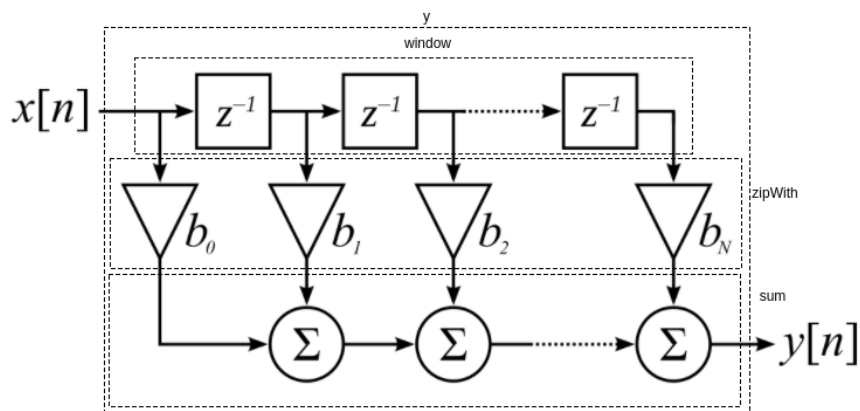 y
window
x[n]
z⁻¹ z⁻¹ z⁻¹
b₀ b₁ b₂ b_N
zipWith
sum
Σ Σ Σ
y[n]